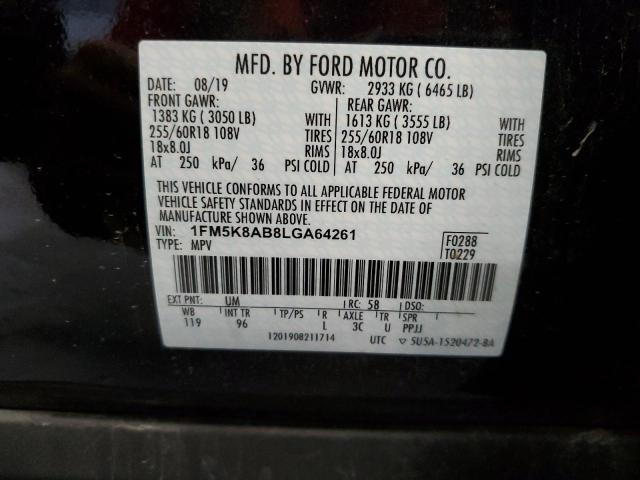 MFD. BY FORD MOTOR CO.
DATE: 08/19 GVWR: 2933 KG ( 6465 LB)
FRONT GAWR: REAR GAWR:
1383 KG ( 3050 LB) WITH 1613 KG ( 3555 LB) WITH
255/60R18 108V TIRES 255/60R18 108V TIRES
18x8.0J RIMS 18x8.0J RIMS
AT 250 kPa/ 36 PSI COLD AT 250 kPa/ 36 PSI COLD
THIS VEHICLE CONFORMS TO ALL APPLICABLE FEDERAL MOTOR
VEHICLE SAFETY STANDARDS IN EFFECT ON THE DATE OF
MANUFACTURE SHOWN ABOVE.
VIN: 1FM5K8AB8LGA64261 F0288
TYPE: MPV T0229
EXT PNT: UM RC: 58 DSO:
WB INT TR TP/PS R AXLE TR SPR
119 96 L 3C U PPJJ
1201908211714 UTC ▽ 5U5A-1520472-BA